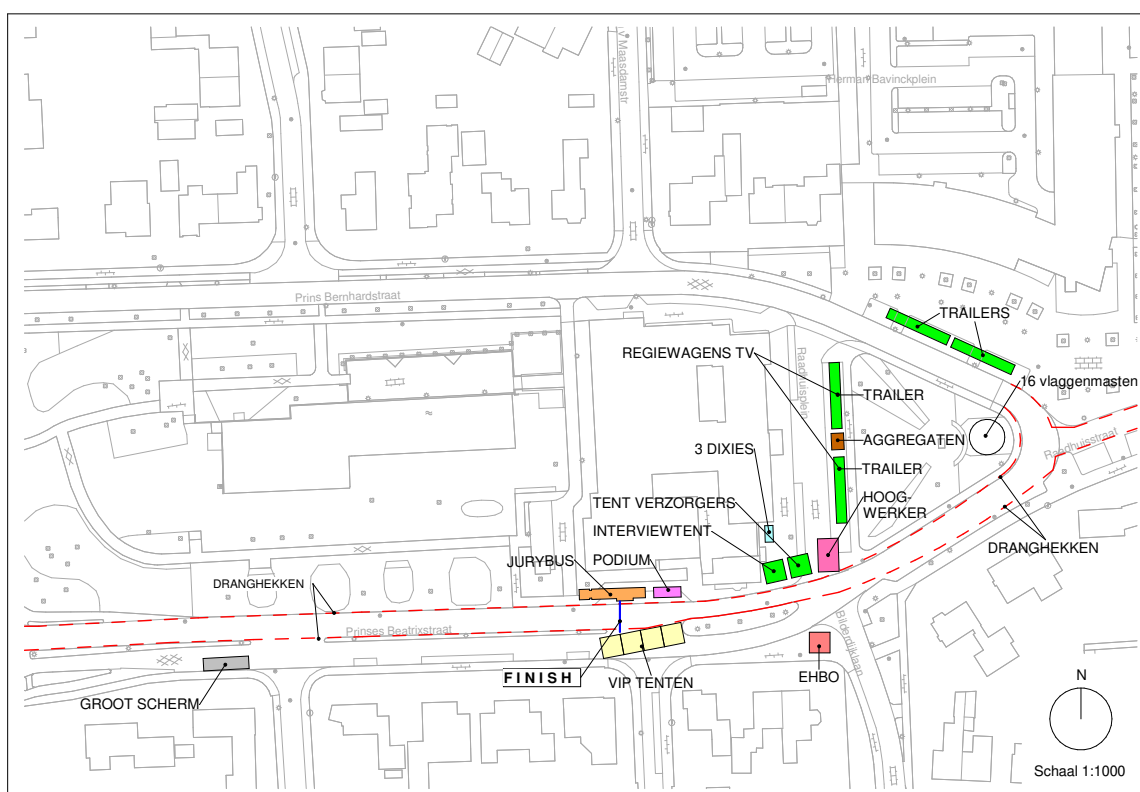 V Maasdamstr
Herman Bavinckplein
Prins Bernhardstraat
TRAILERS
REGIEWAGENS TV
Raadhuisplein
16 vlaggenmasten
TRAILER
AGGREGATEN
Raadhuisstraat
3 DIXIES
TRAILER
TENT VERZORGERS
HOOG-
WERKER
INTERVIEWTENT
DRANGHEKKEN
JURYBUS
PODIUM
DRANGHEKKEN
Prinses Beatrixstraat
Bilderdijklaan
FINISH
VIP TENTEN
EHBO
GROOT SCHERM
N
Schaal 1:1000